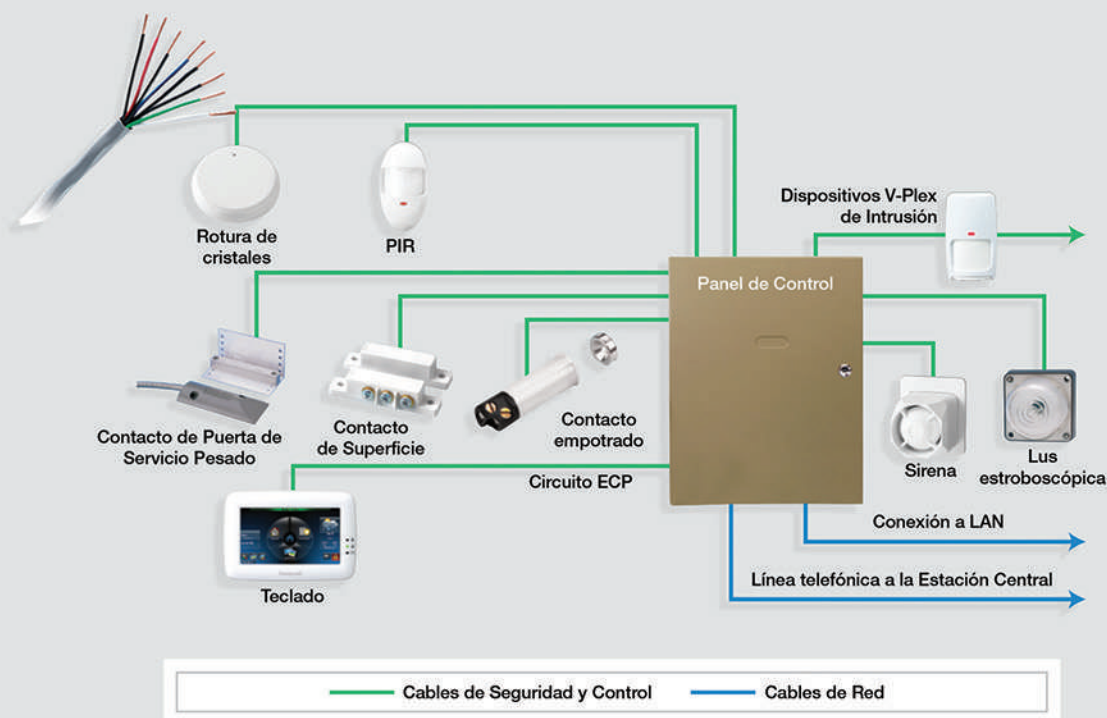 Dispositivos V-Plex
de Intrusión
Rotura de
cristales
PIR
Panel de Control
Contacto de Puerta de
Servicio Pesado
Contacto
de Superficie
Contacto
empotrado
Sirena
Lus
estroboscópica
Circuito ECP
Teclado
Conexión a LAN
Línea telefónica a la Estación Central
Cables de Seguridad y Control
Cables de Red